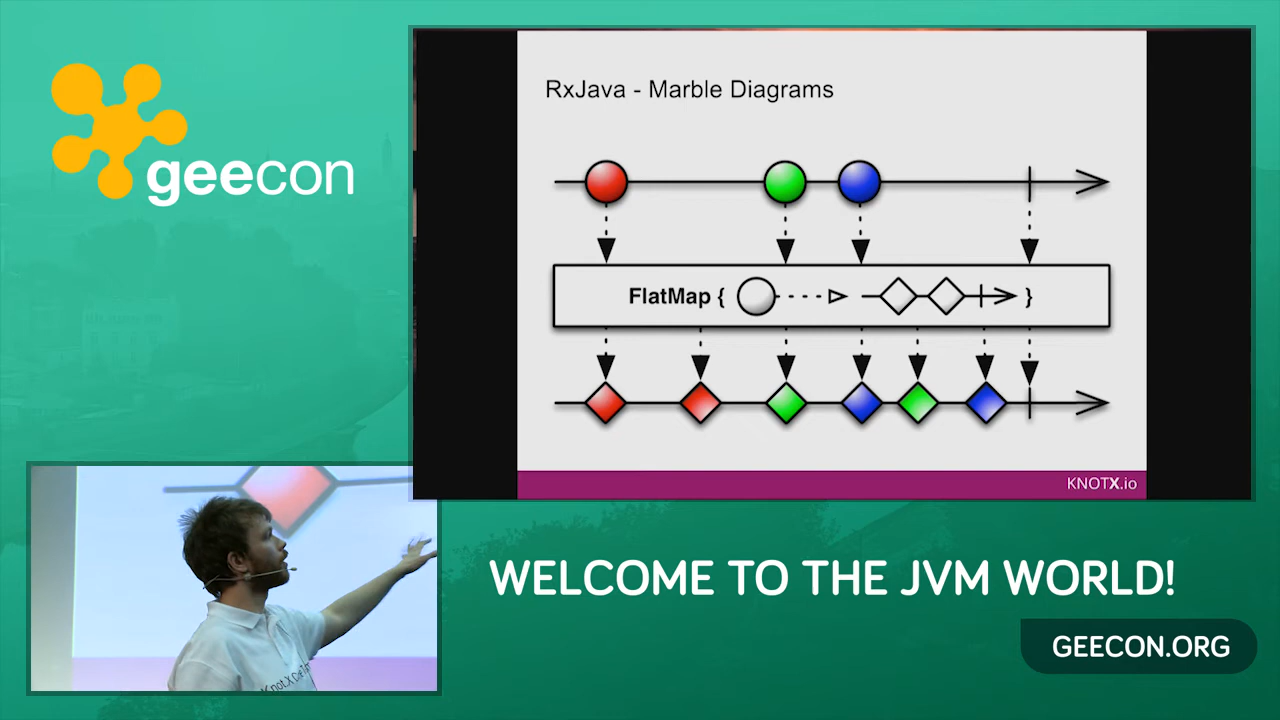 geecon
RxJava - Marble Diagrams
FlatMap { }
KNOTX.io
WELCOME TO THE JVM WORLD!
GEECON.ORG